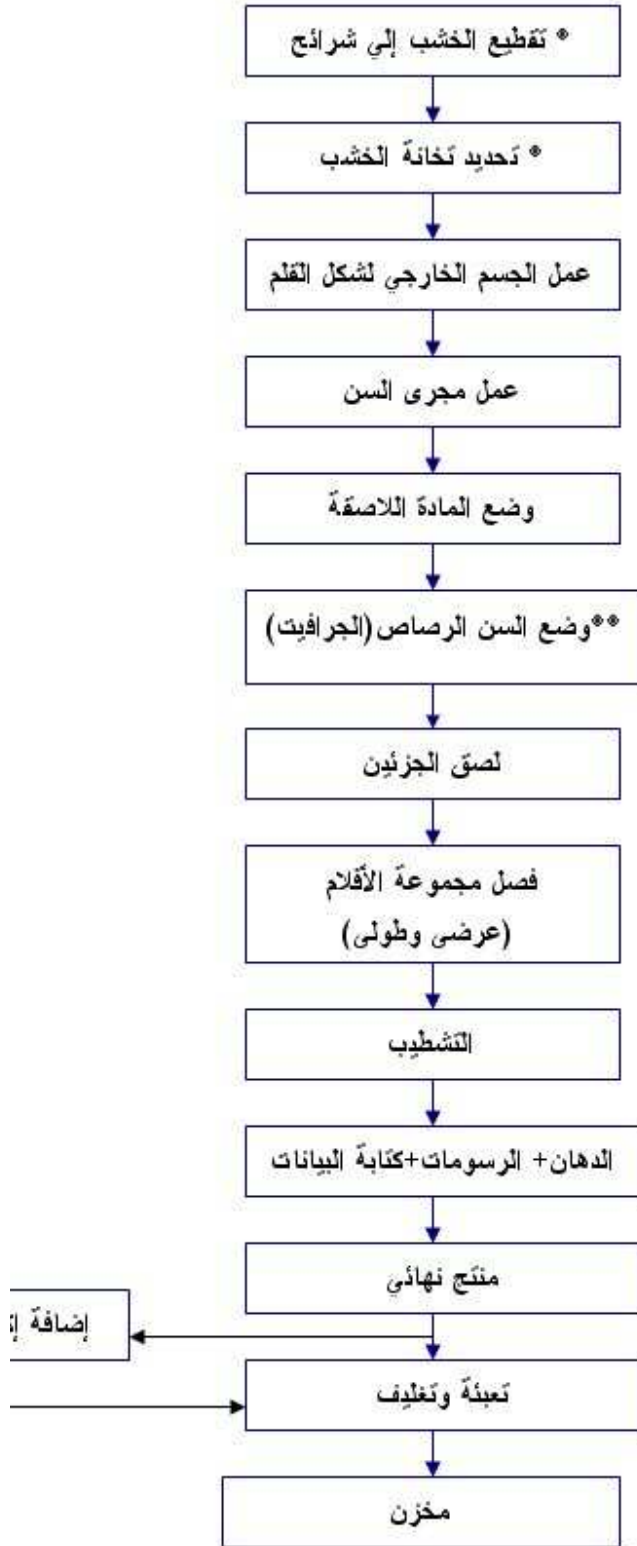 * تقطيع الخشب إلي شرائح
* تحديد تخانة الخشب
عمل الجسم الخارجي لشكل القلم
عمل مجرى السن
وضع المادة اللاصقة
**وضع السن الرصاص(الجرافيت)
لصق الجزئين
فصل مجموعة الأقلام
(عرضى وطولى)
التشطيب
الدهان+ الرسومات+كتابة البيانات
منتج نهائي
إضافة
تعبئة وتغليف
مخزن